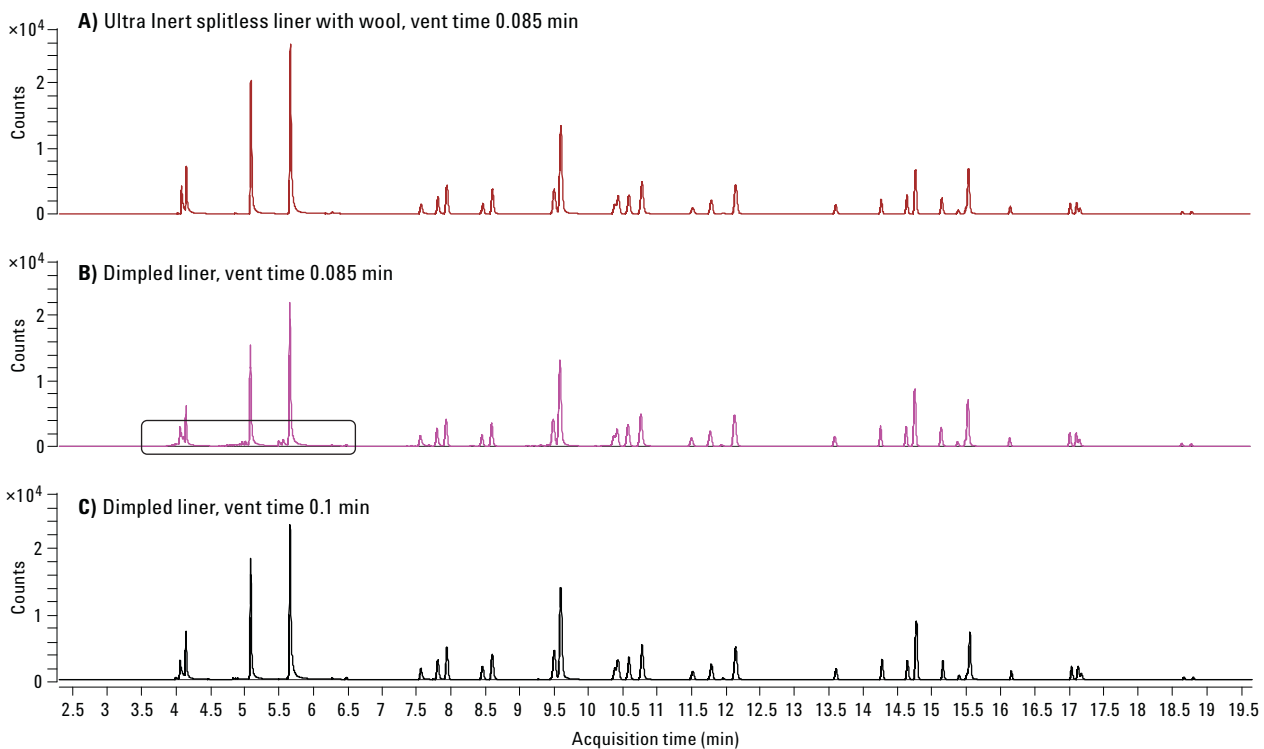 A) Ultra Inert splitless liner with wool, vent time 0.085 min
×10⁴
2
1
0
Counts
B) Dimpled liner, vent time 0.085 min
×10⁴
2
1
0
Counts
C) Dimpled liner, vent time 0.1 min
×10⁴
2
1
0
Counts
2.5 3 3.5 4 4.5 5 5.5 6 6.5 7 7.5 8 8.5 9 9.5 10 10.5 11 11.5 12 12.5 13 13.5 14 14.5 15 15.5 16 16.5 17 17.5 18 18.5 19 19.5
Acquisition time (min)